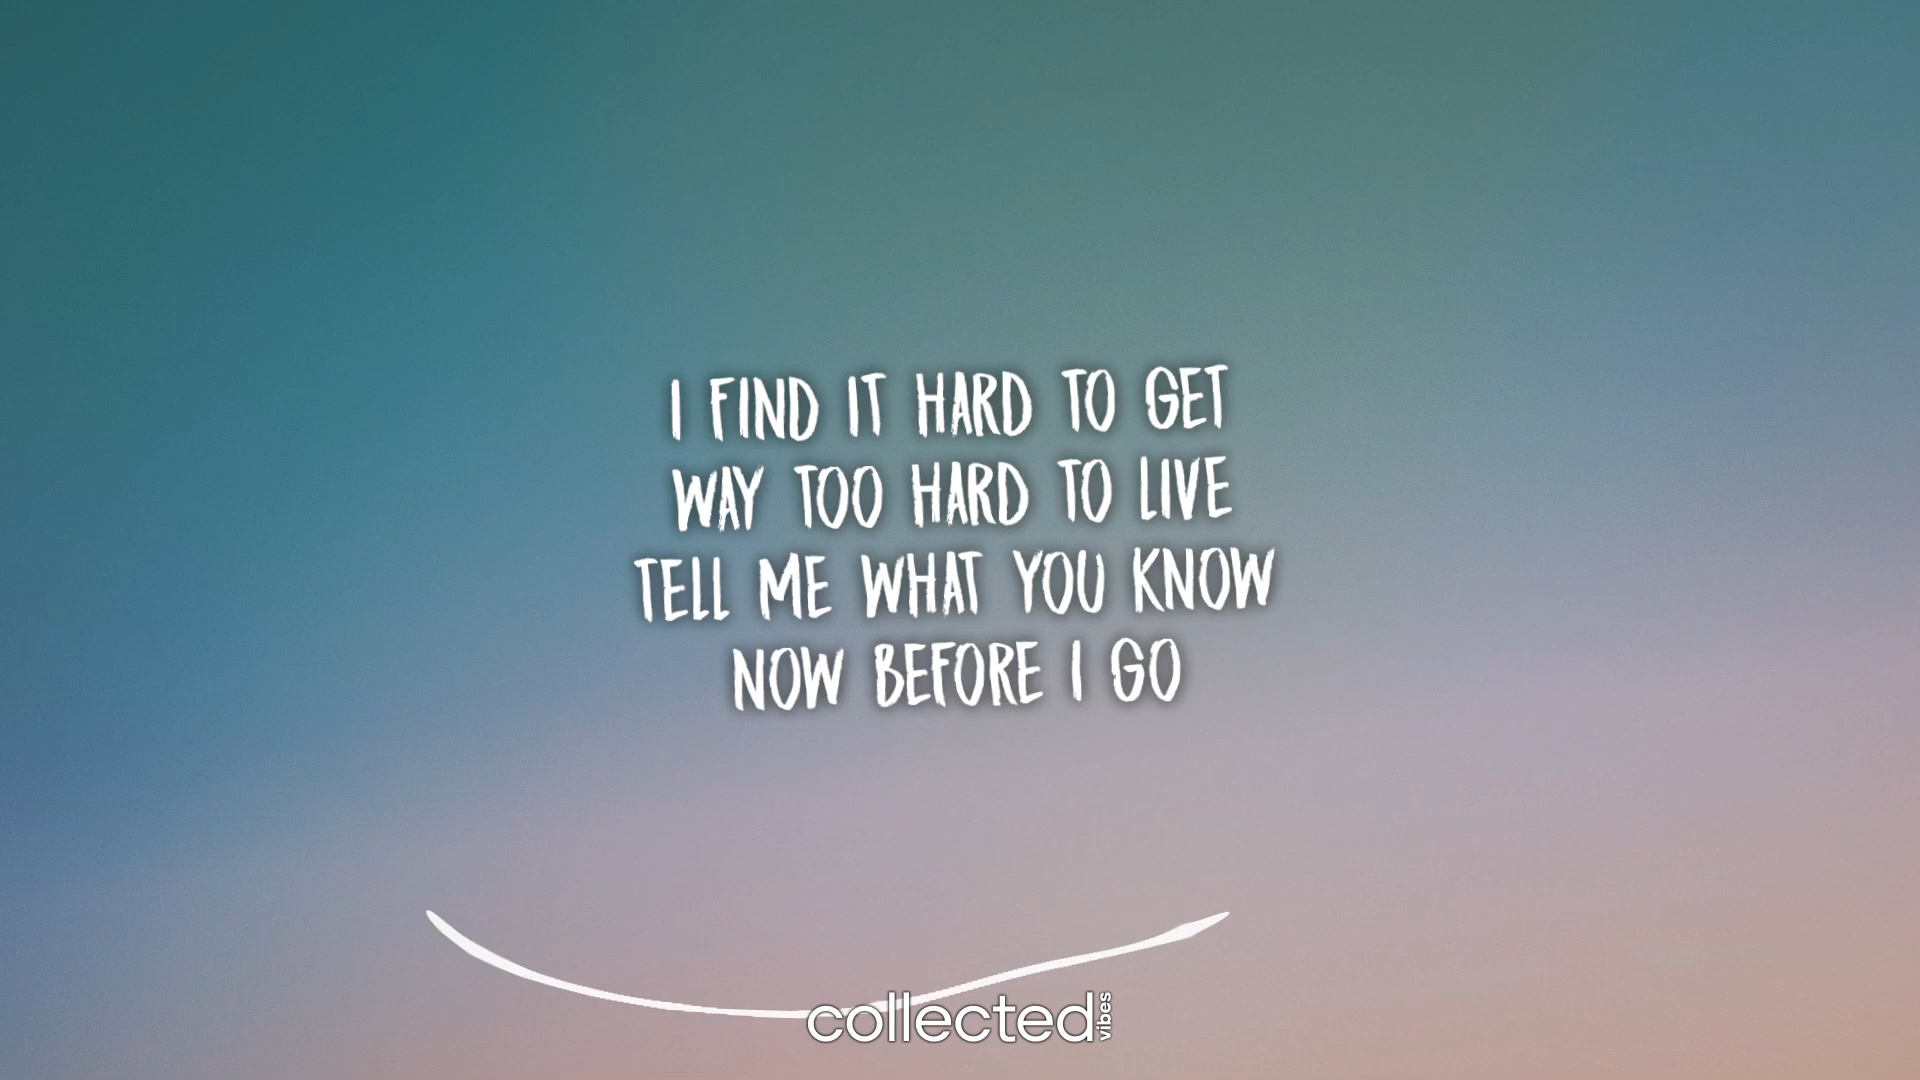 I FIND IT HARD TO GET
WAY TOO HARD TO LIVE
TELL ME WHAT YOU KNOW
NOW BEFORE I GO
collected vibes